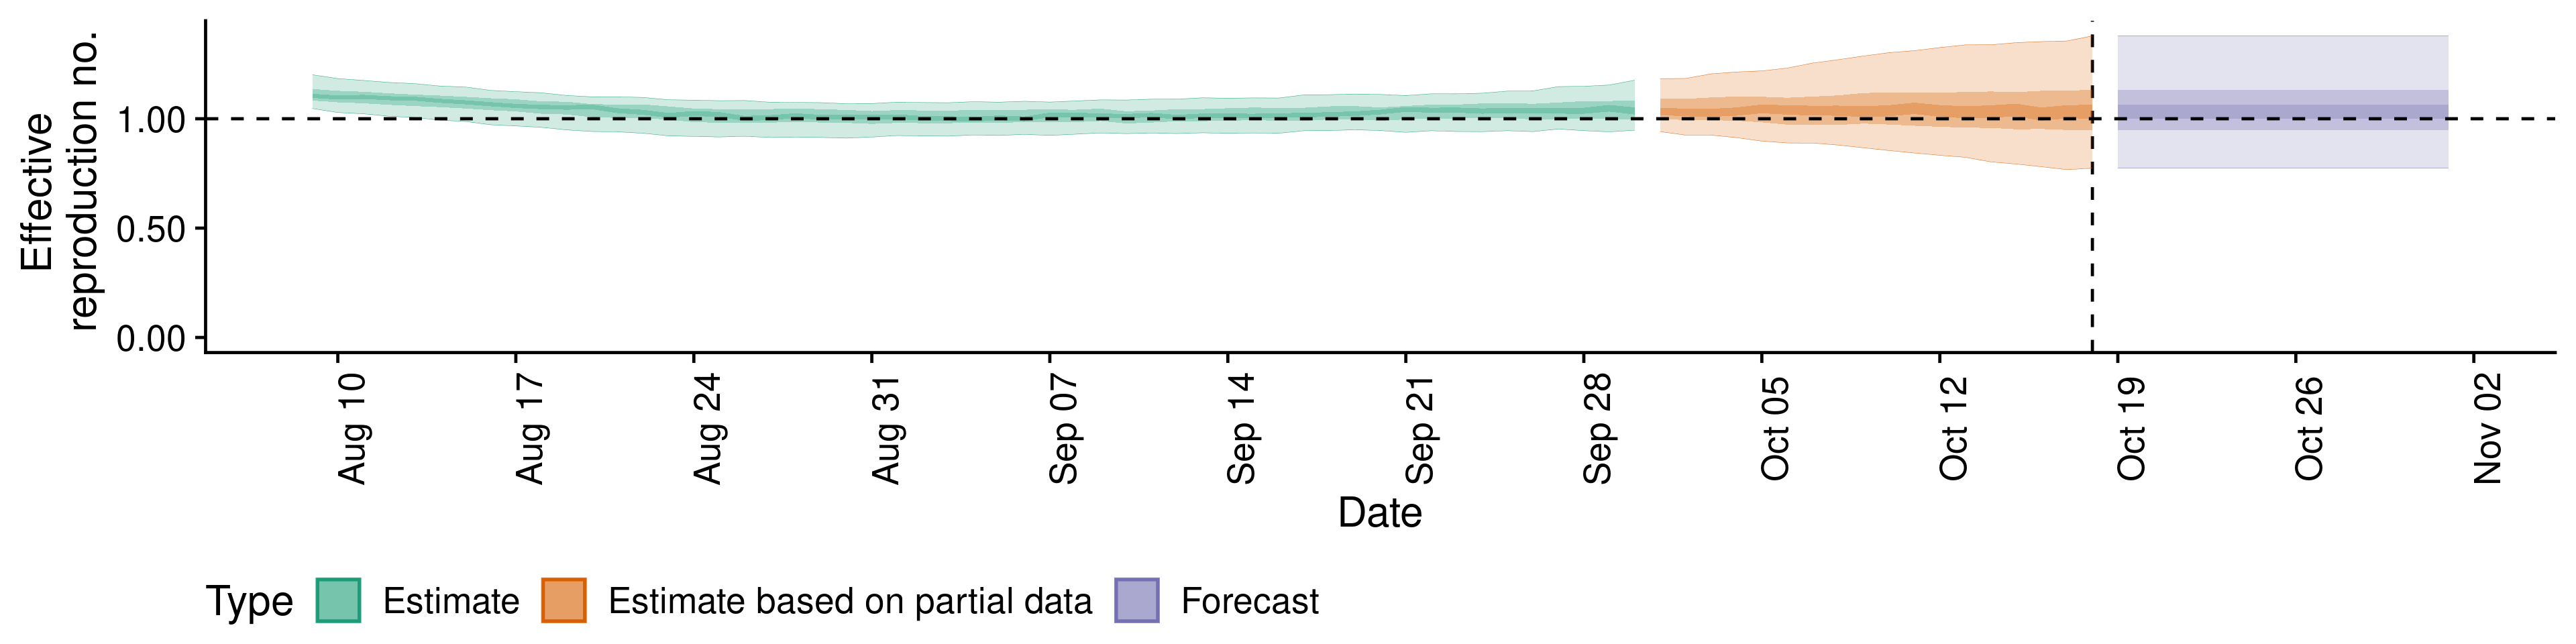 Effective
reproduction no.
1.00
0.50
0.00
Aug 10
Aug 17
Aug 24
Aug 31
Sep 07
Sep 14
Sep 21
Sep 28
Oct 05
Oct 12
Oct 19
Oct 26
Nov 02
Date
Type Estimate Estimate based on partial data Forecast